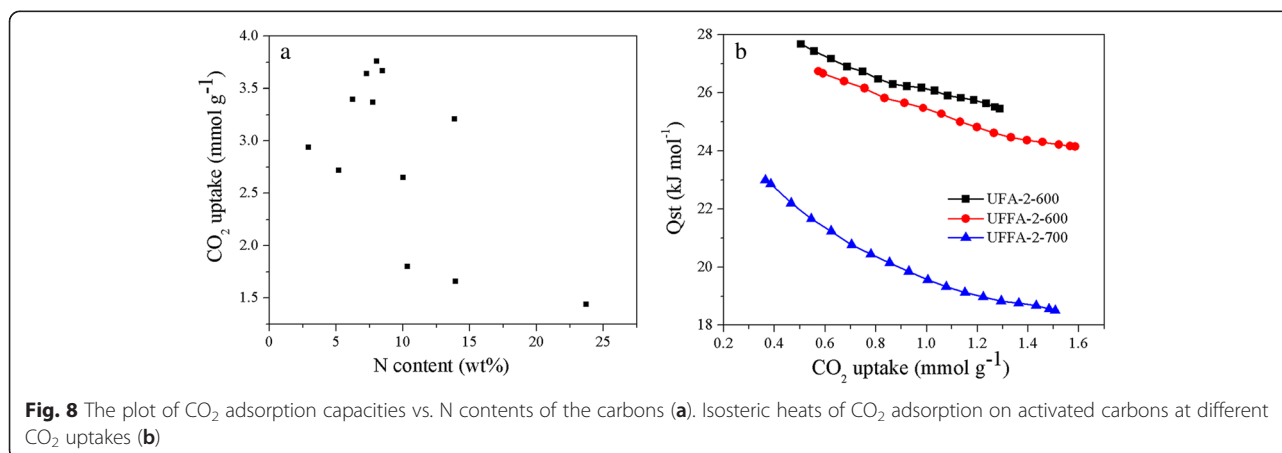 a
4.0
3.5
3.0
2.5
2.0
1.5
CO₂ uptake (mmol g⁻¹)
0 5 10 15 20 25
N content (wt%)
b
28
26
24
22
20
18
Qst (kJ mol⁻¹)
UFA-2-600
UFFA-2-600
UFFA-2-700
0.2 0.4 0.6 0.8 1.0 1.2 1.4 1.6
CO₂ uptake (mmol g⁻¹)
Fig. 8 The plot of CO₂ adsorption capacities vs. N contents of the carbons (a). Isosteric heats of CO₂ adsorption on activated carbons at different
CO₂ uptakes (b)